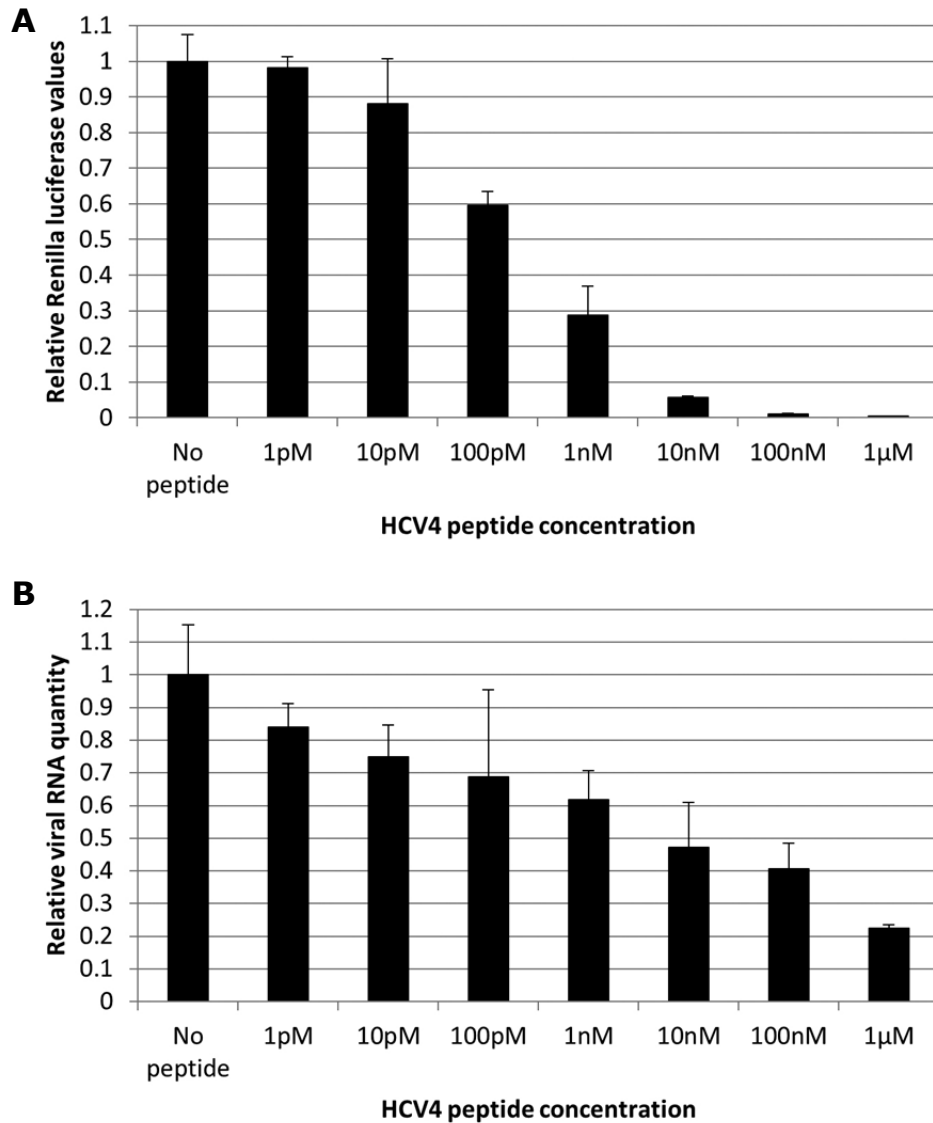 A
Relative Renilla luciferase values
1.1
1
0.9
0.8
0.7
0.6
0.5
0.4
0.3
0.2
0.1
0
No peptide
1pM
10pM
100pM
1nM
10nM
100nM
1µM
HCV4 peptide concentration
B
Relative viral RNA quantity
1.2
1.1
1
0.9
0.8
0.7
0.6
0.5
0.4
0.3
0.2
0.1
0
No peptide
1pM
10pM
100pM
1nM
10nM
100nM
1µM
HCV4 peptide concentration